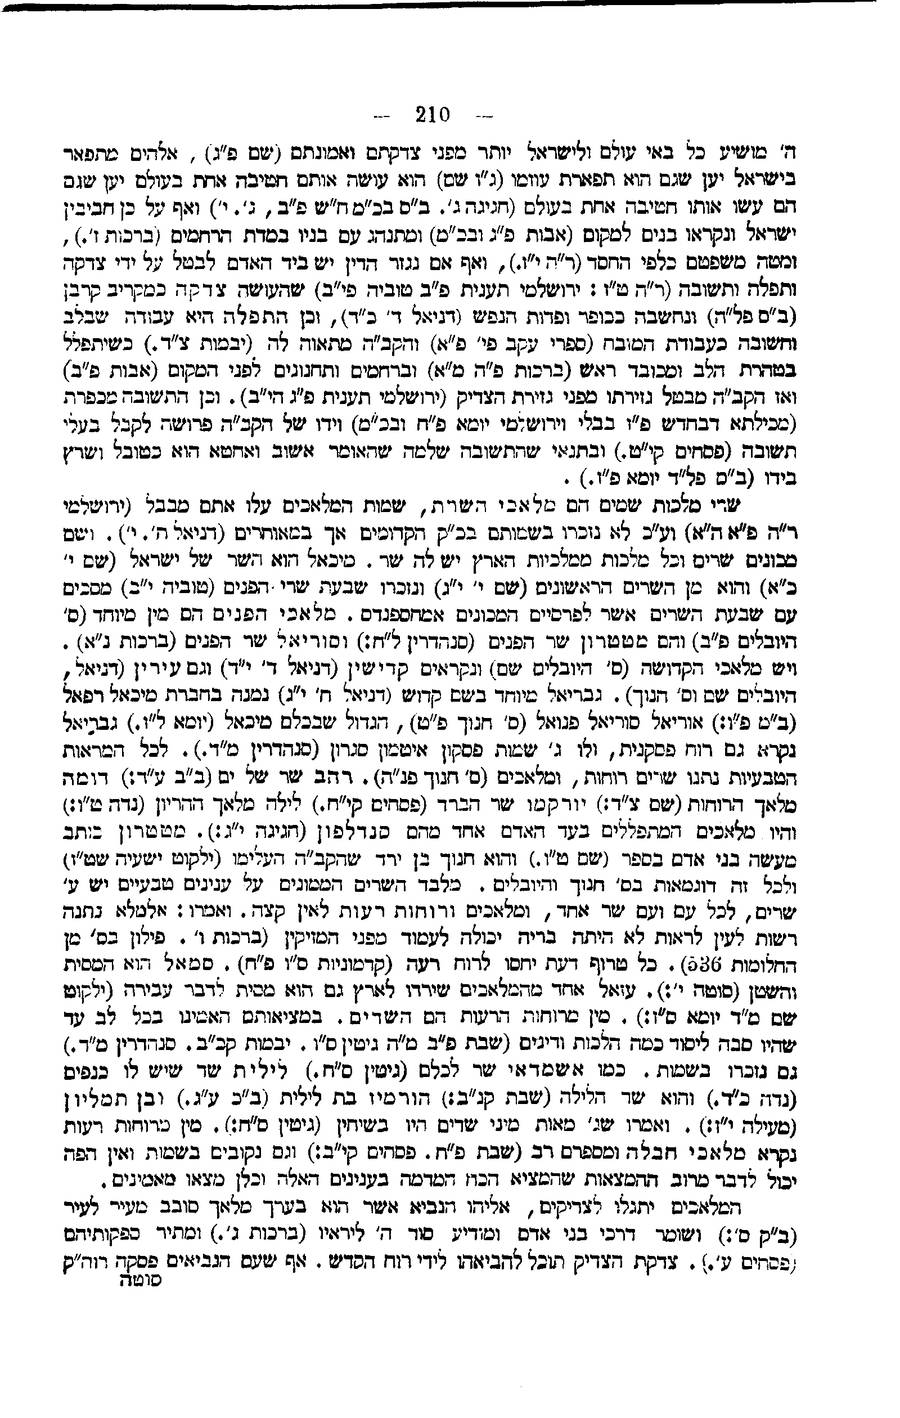 — 210 —
ה' מושיע כל באי עולם ולישראל יותר מפני צדקתם ואמונתם (שם פ"ג), אלהים מתפאר
בישראל יען שגם הוא תפארת עוזמו (ג"ו שם) הוא עושה אותם חטיבה אחת בעולם יען שגם
הם עשו אותו חטיבה אחת בעולם (חגיגה ג'. ב"ס בכ"מ ח"ש פ"ב, ג'. י') ואף על כן חביבין
ישראל ונקראו בנים למקום (אבות פ"ג ובכ"מ) ומתנהג עם בניו במדת הרחמים (ברכות ז'.),
ומטה משפטם כלפי החסד (ר"ה י"ו.), ואף אם נגזר הדין יש ביד האדם לבטל על ידי צדקה
ותפלה ותשובה (ר"ה ט"ז : ירושלמי תענית פ"ב טוביה פי"ב) שהעושה צדקה כמקריב קרבן
(ב"ס פל"ה) ונחשבה ככופר ופדות הנפש (דניאל ד' כ"ד), וכן התפלה היא עבודה שבלב
וחשובה כעבודת המזבח (ספרי עקב פי' פ"א) והקב"ה מתאוה לה (יבמות צ"ד.) כשיתפלל
בטהרת הלב ומכובד ראש (ברכות פ"ה מ"א) וברחמים ותחנונים לפני המקום (אבות פ"ב)
ואז הקב"ה מבטל גזירתו מפני גזירת הצדיק (ירושלמי תענית פ"ג הי"ב). וכן התשובה מכפרת
(מכילתא דבחדש פ"ז בבלי וירושלמי יומא פ"ח ובכ"מ) וידו של הקב"ה פרושה לקבל בעלי
תשובה (פסחים קי"ט.) ובתנאי שהתשובה שלמה שהאומר אשוב ואחטא הוא כטובל ושרץ
בידו (ב"ס פל"ד יומא פ"ז.) .
שרי מלכות שמים הם מלאכי השרת, שמות המלאכים עלו אתם מבבל (ירושלמי
ר"ה פ"א ה"א) וע"כ לא נזכרו בשמותם בכ"ק הקדומים אך במאוחרים (דניאל ח'. י'). ושם
מכונים שרים וכל מלכות ממלכיות הארץ יש לה שר. מיכאל הוא השר של ישראל (שם י'
כ"א) והוא מן השרים הראשונים (שם י' י"ג) ונזכרו שבעת שרי הפנים (טוביה י"ב) מסכים
עם שבעת השרים אשר לפרסיים המכונים אמחספנדם. מלאכי הפנים הם מין מיוחד (ס'
היובלים פ"ב) והם מטטרון שר הפנים (סנהדרין ל"ח:) וסוריאל שר הפנים (ברכות נ"א).
ויש מלאכי הקדושה (ס' היובלים שם) ונקראים קדישין (דניאל ד' י"ד) וגם עירין (דניאל,
היובלים שם וס' חנוך). גבריאל מיוחד בשם קדוש (דניאל ח' י"ג) נמנה בחברת מיכאל רפאל
(ב"מ פ"ו:) אוריאל סוריאל פנואל (ס' חנוך פ"ט), הגדול שבכלם מיכאל (יומא ל"ז.) גבריאל
נקרא גם רוח פסקנית, ולו ג' שמות פסקון איטמון סגרון (סנהדרין מ"ד.). לכל המראות
הטבעיות נתנו שרים רוחות, ומלאכים (ס' חנוך פנ"ה). רהב שר של ים (ב"ב ע"ד:) דומה
מלאך הרוחות (שם צ"ד:) יורקמו שר הברד (פסחים קי"ח.) לילה מלאך ההריון (נדה ט"ז:)
והיו מלאכים המתפללים בעד האדם אחד מהם סנדלפון (חגיגה י"ג:). מטטרון כותב
מעשה בני אדם בספר (שם ט"ו.) והוא חנוך בן ירד שהקב"ה העלימו (ילקוט ישעיה שט"ז)
ולכל זה דוגמאות בס' חנוך והיובלים. מלבד השרים הממונים על ענינים טבעיים יש ע'
שרים, לכל עם ועם שר אחד, ומלאכים ורוחות רעות לאין קצה. ואמרו : אלמלא נתנה
רשות לעין לראות לא היתה בריה יכולה לעמוד מפני המזיקין (ברכות ו'. פילון בס' מן
החלומות 536). כל טרוף דעת יחסו לרוח רעה (קדמוניות ס"ו פ"ח). סמאל הוא המסית
והשטן (סוטה י':). עזאל אחד מהמלאכים שירדו לארץ גם הוא מסית לדבר עבירה (ילקוט
שם מ"ד יומא ס"ז:). מין מרוחות הרעות הם השדים. במציאותם האמינו בכל לב עד
שהיו סבה ליסוד כמה הלכות ודינים (שבת פ"ב מ"ה גיטין ס"ו. יבמות קכ"ב. סנהדרין מ"ד.)
גם נזכרו בשמות. כמו אשמדאי שר לכלם (גיטין ס"ח.) לילית שד שיש לו כנפים
(נדה כ"ד.) והוא שר הלילה (שבת קנ"ב:) הורמיז בת לילית (ב"ב ע"ג.) ובן תמליון
(מעילה י"ז:). ואמרו שג' מאות מיני שדים היו בשיחין (גיטין ס"ח:). מין מרוחות רעות
נקרא מלאכי חבלה ומספרם רב (שבת פ"ח. פסחים קי"ב:) וגם נקובים בשמות ואין הפה
יכול לדבר מרוב ההמצאות שהמציא הכח המדמה בענינים האלה וכלן מצאו מאמינים.
המלאכים יתגלו לצדיקים, אליהו הנביא אשר הוא בערך מלאך סובב מעיר לעיר
(ב"ק ס':) ושומר דרכי בני אדם ומודיע סוד ה' ליראיו (ברכות ג'.) ומתיר ספקותיהם
(פסחים ע'.). צדקת הצדיק תוכל להביאהו לידי רוח הקדש. אף שעם הנביאים פסקה רוה"ק
סוטה